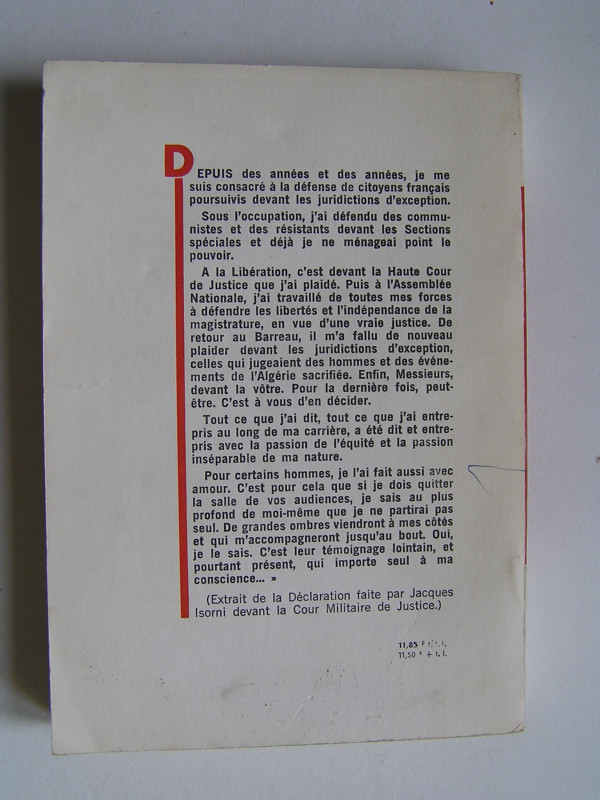 DEPUIS des années et des années, je me
suis consacré à la défense de citoyens français
poursuivis devant les juridictions d'exception.
Sous l'occupation, j'ai défendu des commu-
nistes et des résistants devant les Sections
spéciales et déjà je ne ménageai point le
pouvoir.
A la Libération, c'est devant la Haute Cour
de Justice que j'ai plaidé. Puis à l'Assemblée
Nationale, j'ai travaillé de toutes mes forces
à défendre les libertés et l'indépendance de la
magistrature, en vue d'une vraie justice. De
retour au Barreau, il m'a fallu de nouveau
plaider devant les juridictions d'exception,
celles qui jugeaient des hommes et des événe-
ments de l'Algérie sacrifiée. Enfin, Messieurs,
devant la vôtre. Pour la dernière fois, peut-
être. C'est à vous d'en décider.
Tout ce que j'ai dit, tout ce que j'ai entre-
pris au long de ma carrière, a été dit et entre-
pris avec la passion de l'équité et la passion
inséparable de ma nature.
Pour certains hommes, je l'ai fait aussi avec
amour. C'est pour cela que si je dois quitter
la salle de vos audiences, je sais au plus
profond de moi-même que je ne partirai pas
seul. De grandes ombres viendront à mes côtés
et qui m'accompagneront jusqu'au bout. Oui,
je le sais. C'est leur témoignage lointain, et
pourtant présent, qui importe seul à ma
conscience... »
(Extrait de la Déclaration faite par Jacques
Isorni devant la Cour Militaire de Justice.)
11,85 F
11,50 F + t. l.